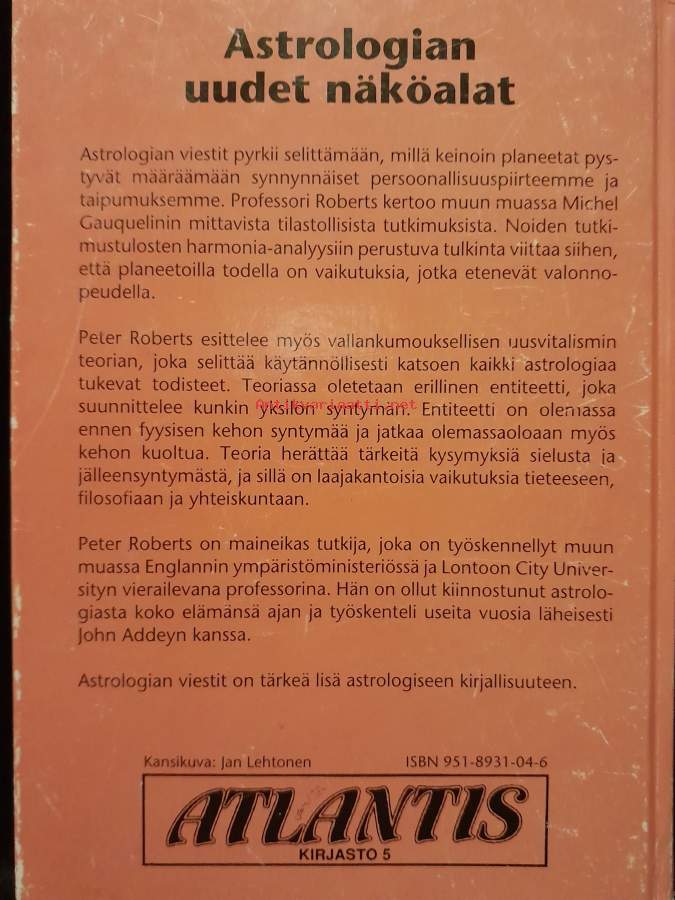 Astrologian
uudet näköalat
Astrologian viestit pyrkii selittämään, millä keinoin planeetat pys-
tyvät määräämään synnynnäiset persoonallisuuspiirteemme ja
taipumuksemme. Professori Roberts kertoo muun muassa Michel
Gauquelinin mittavista tilastollisista tutkimuksista. Noiden tutki-
mustulosten harmonia-analyysiin perustuva tulkinta viittaa siihen,
että planeetoilla todella on vaikutuksia, jotka etenevät valonno-
peudella.
Peter Roberts esittelee myös vallankumouksellisen uusvitalismin
teorian, joka selittää käytännöllisesti katsoen kaikki astrologiaa
tukevat todisteet. Teoriassa oletetaan erillinen entiteetti, joka
Antikvariaatti.net
suunnittelee kunkin yksilön syntymän. Entiteetti on olemassa
ennen fyysisen kehon syntymää ja jatkaa olemassaoloaan myös
kehon kuoltua. Teoria herättää tärkeitä kysymyksiä sielusta ja
jälleensyntymästä, ja sillä on laajakantoisia vaikutuksia tieteeseen,
filosofiaan ja yhteiskuntaan.
Peter Roberts on maineikas tutkija, joka on työskennellyt muun
muassa Englannin ympäristöministeriössä ja Lontoon City Univer-
sityn vierailevana professorina. Hän on ollut kiinnostunut astrolo-
giasta koko elämänsä ajan ja työskenteli useita vuosia läheisesti
John Addeyn kanssa.
Astrologian viestit on tärkeä lisä astrologiseen kirjallisuuteen.
Kansikuva: Jan Lehtonen ISBN 951-8931-04-6
ATLANTIS
KIRJASTO 5